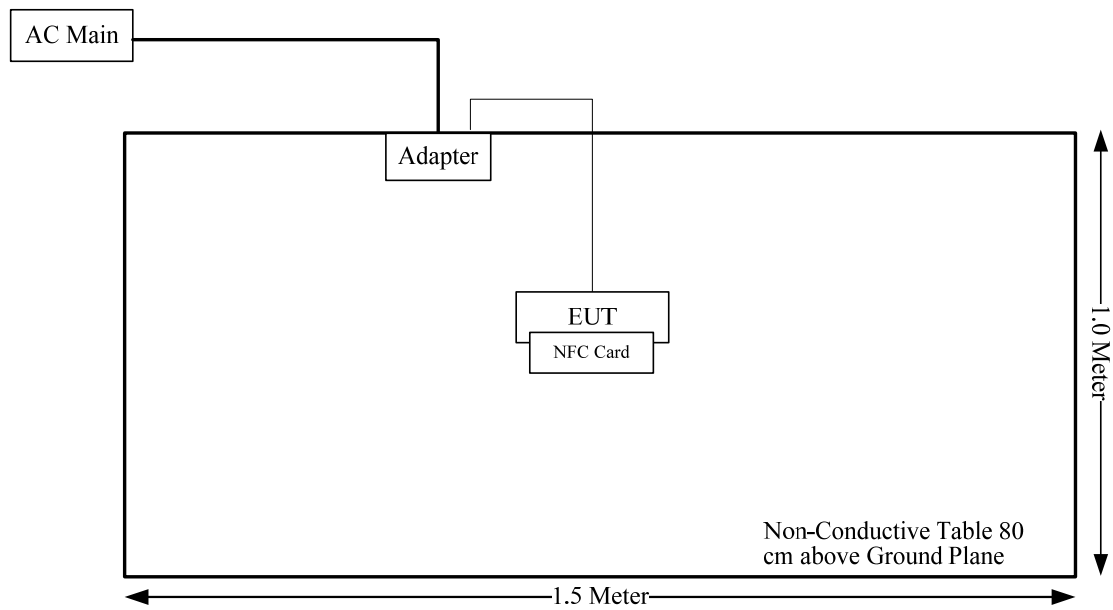 AC Main
Adapter
EUT
NFC Card
1.0 Meter
Non-Conductive Table 80
cm above Ground Plane
1.5 Meter